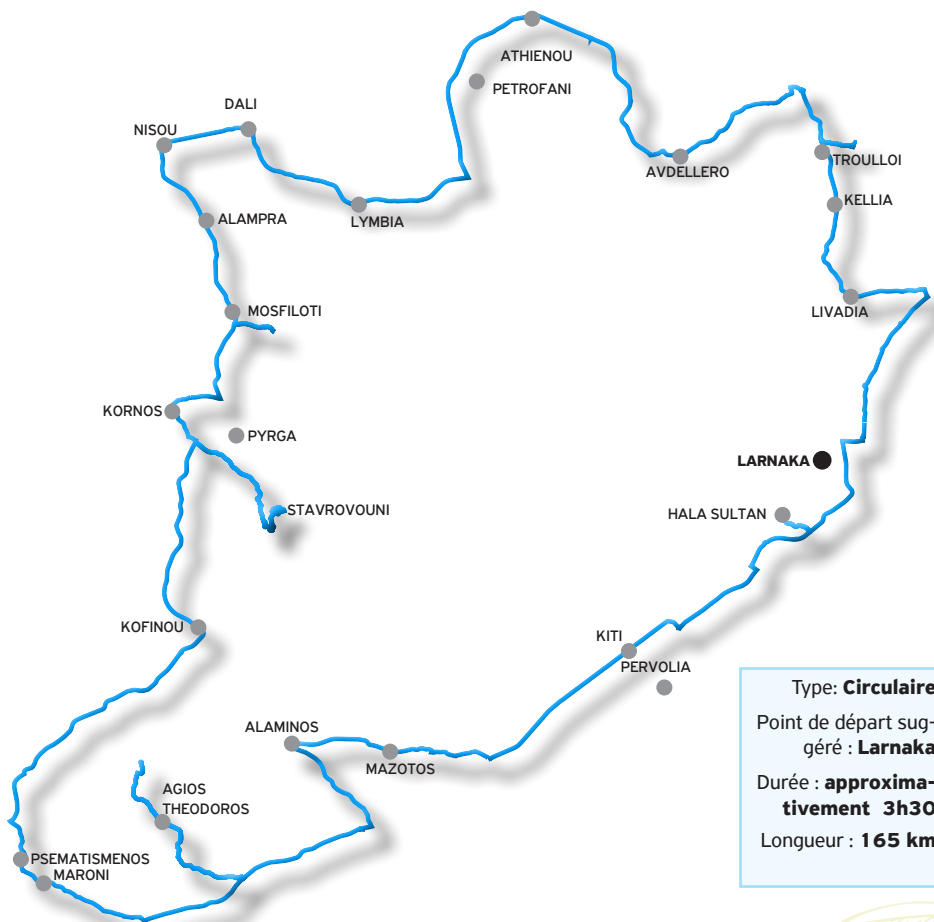 ATHIENOU
PETROFANI
DALI
NISOU
AVDELLERO
TROULLOI
KELLIA
ALAMPRA
LYMBIA
MOSFILOTI
LIVADIA
KORNOS
PYRGA
LARNAKA
STAVROVOUNI
HALA SULTAN
KOFINOU
KITI
PERVOLIA
ALAMINOS
MAZOTOS
AGIOS
THEODOROS
PSEMATISMENOS
MARONI
Type: Circulaire
Point de départ sug-
géré : Larnaka
Durée : approxima-
tivement 3h30
Longueur : 165 km